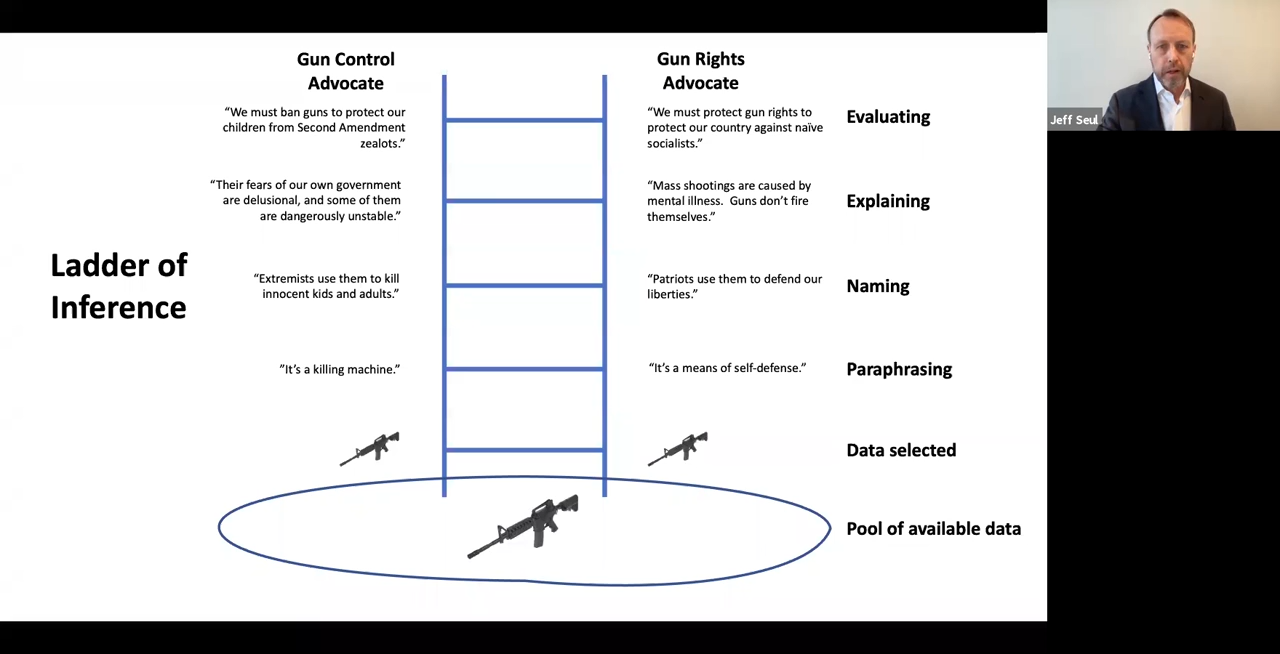 Gun Control
Advocate
Gun Rights
Advocate
“We must ban guns to protect our
children from Second Amendment
zealots.”
“We must protect gun rights to
protect our country against naïve
socialists.”
Evaluating
“Their fears of our own government
are delusional, and some of them
are dangerously unstable.”
“Mass shootings are caused by
mental illness.  Guns don’t fire
themselves.”
Explaining
Ladder of
Inference
“Extremists use them to kill
innocent kids and adults.”
“Patriots use them to defend our
liberties.”
Naming
”It’s a killing machine.”
“It’s a means of self-defense.”
Paraphrasing
Data selected
Pool of available data
Jeff Seul